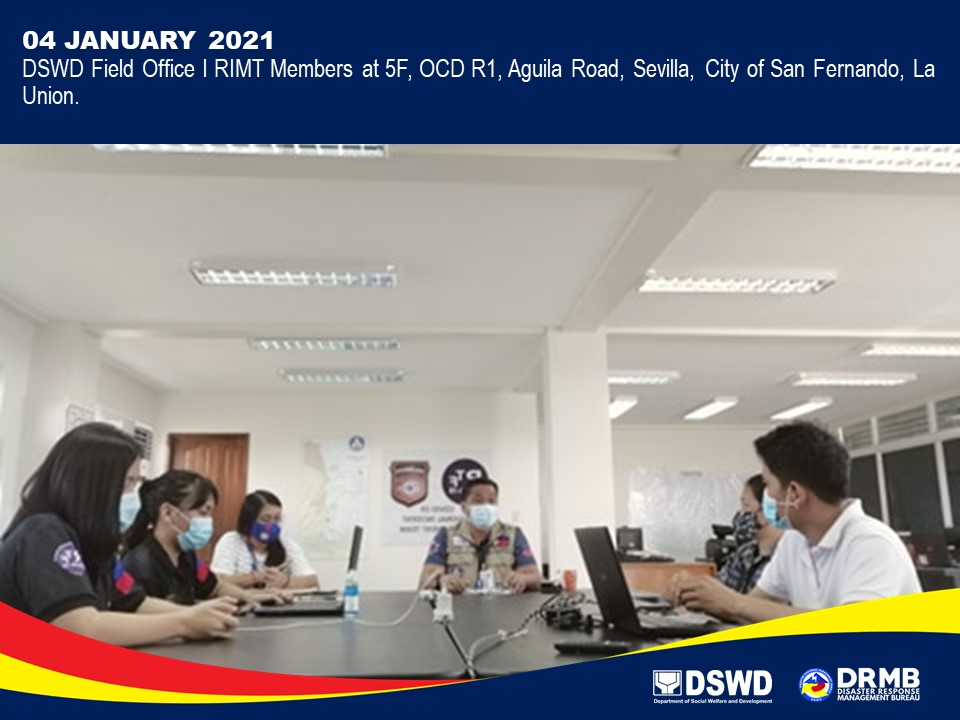 04 JANUARY 2021
DSWD Field Office I RIMT Members at 5F, OCD R1, Aguila Road, Sevilla, City of San Fernando, La
Union.
DSWD
Department of Social Welfare and Development
DRMB
DISASTER RESPONSE
MANAGEMENT BUREAU